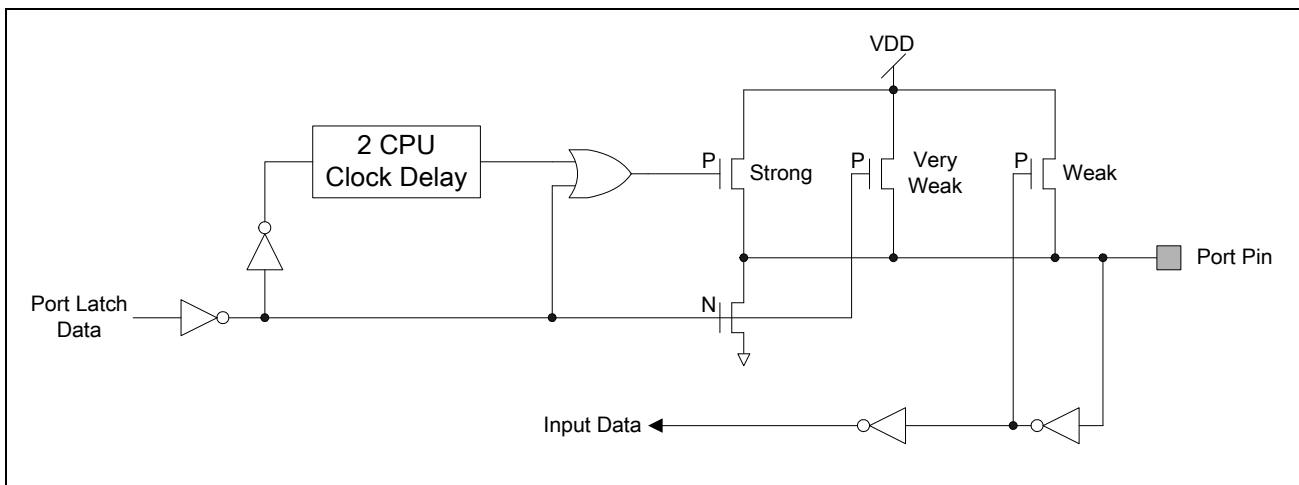 VDD
2 CPU
Clock Delay
P
Strong
P
Very
Weak
P
Weak
Port Pin
Port Latch
Data
N
Input Data